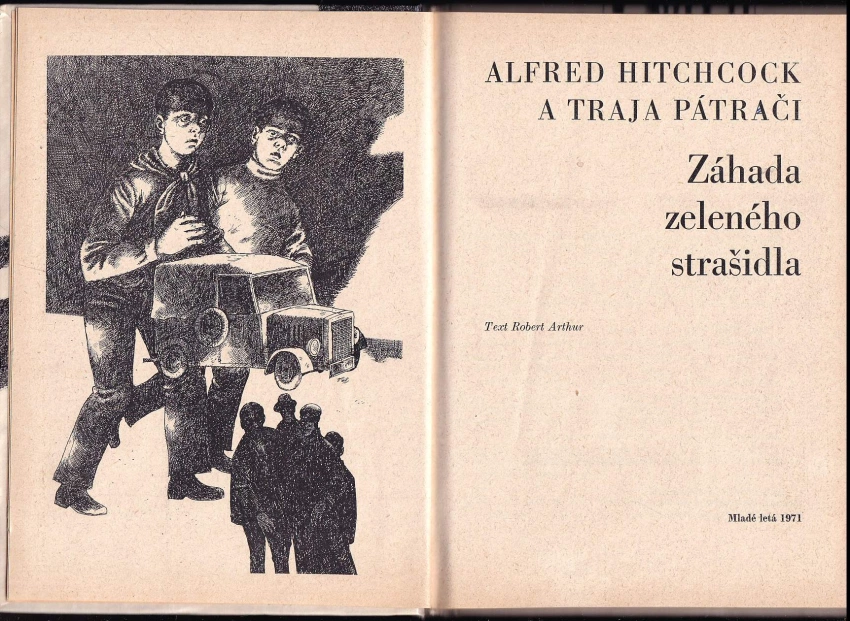 ALFRED HITCHCOCK
A TRAJA PÁTRAČI
Záhada
zeleného
strašidla
Text Robert Arthur
Mladé letá 1971